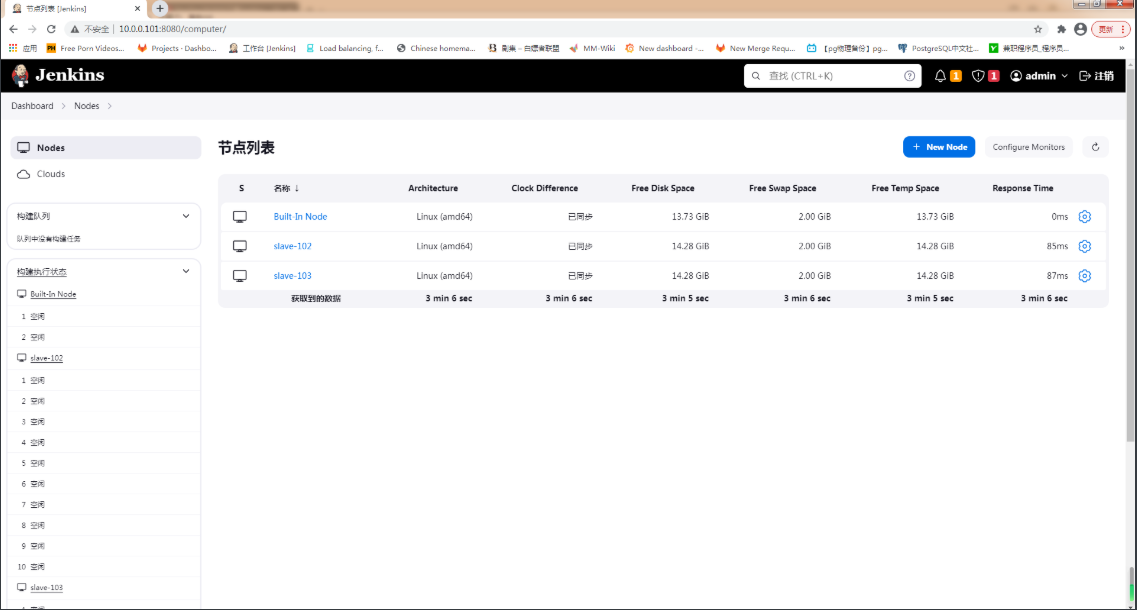 节点列表 [Jenkins]
不安全 | 10.0.0.101:8080/computer/
更新
应用 Free Porn Videos... Projects · Dashbo... 工作台 [Jenkins] Load balancing, f... Chinese homema... 剧集 – 白嫖者联盟 MM-Wiki New dashboard -... New Merge Requ... 【pg物理备份】pg... PostgreSQL中文社... 兼职程序员_程序员... »
Jenkins 查找 (CTRL+K) 1 1 admin 注销
Dashboard > Nodes >
Nodes
Clouds
构建队列
队列中没有构建任务
构建执行状态
Built-In Node
1 空闲
2 空闲
slave-102
1 空闲
2 空闲
3 空闲
4 空闲
5 空闲
6 空闲
7 空闲
8 空闲
9 空闲
10 空闲
slave-103
节点列表
+ New Node Configure Monitors
S 名称 ↓ Architecture Clock Difference Free Disk Space Free Swap Space Free Temp Space Response Time
Built-In Node Linux (amd64) 已同步 13.73 GiB 2.00 GiB 13.73 GiB 0ms
slave-102 Linux (amd64) 已同步 14.28 GiB 2.00 GiB 14.28 GiB 85ms
slave-103 Linux (amd64) 已同步 14.28 GiB 2.00 GiB 14.28 GiB 87ms
获取到的数据 3 min 6 sec 3 min 6 sec 3 min 5 sec 3 min 6 sec 3 min 5 sec 3 min 6 sec